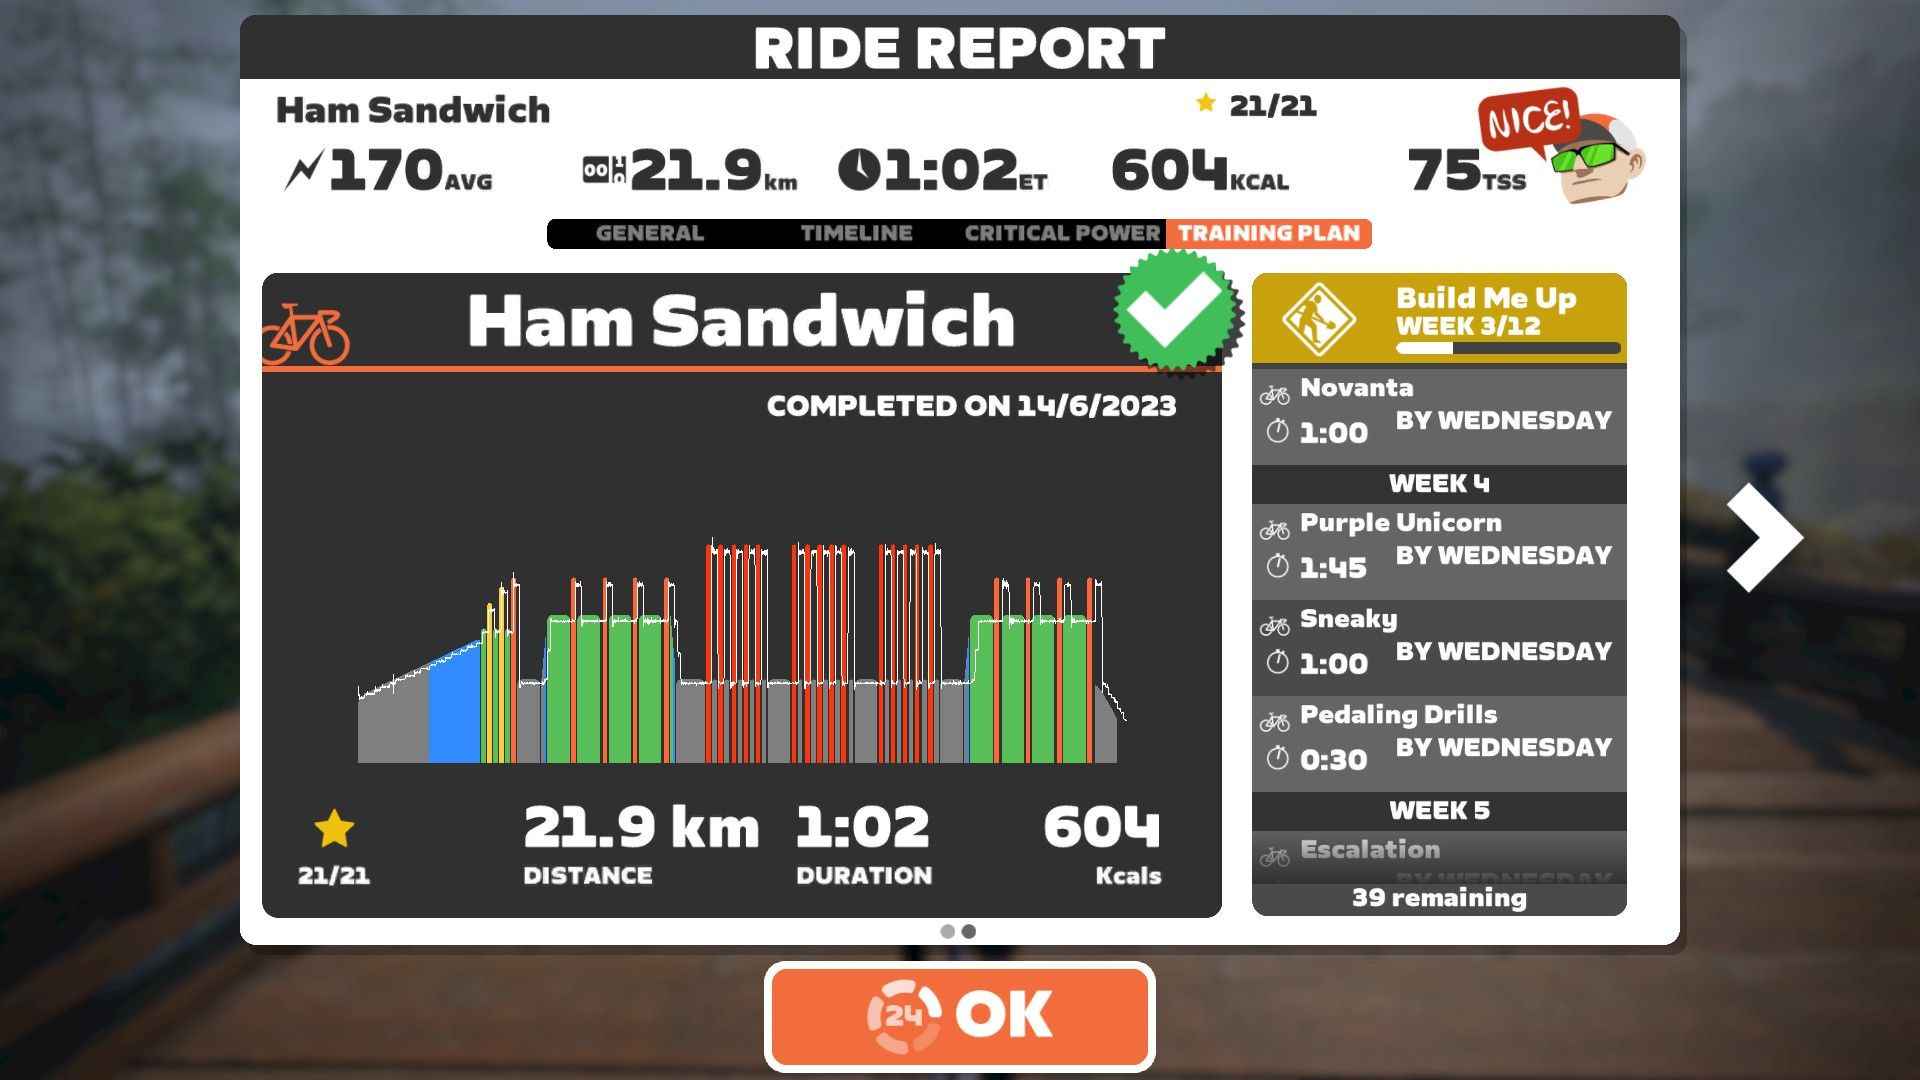 RIDE REPORT
Ham Sandwich
21/21
NICE!
170AVG
21.9km
1:02ET
604KCAL
75TSS
GENERAL
TIMELINE
CRITICAL POWER
TRAINING PLAN
Ham Sandwich
COMPLETED ON 14/6/2023
21/21
21.9 km
DISTANCE
1:02
DURATION
604
Kcals
Build Me Up
WEEK 3/12
Novanta
1:00
BY WEDNESDAY
WEEK 4
Purple Unicorn
1:45
BY WEDNESDAY
Sneaky
1:00
BY WEDNESDAY
Pedaling Drills
0:30
BY WEDNESDAY
WEEK 5
Escalation
BY WEDNESDAY
39 remaining
24
OK